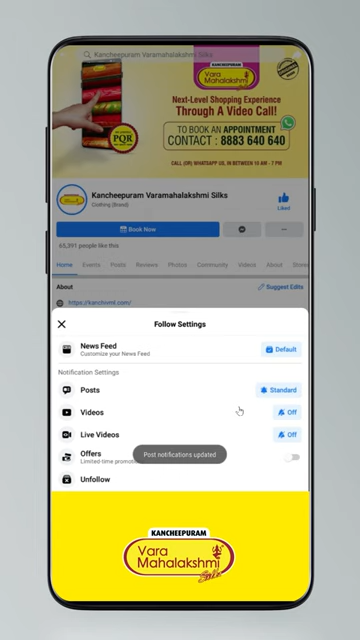 Kancheepuram Varamahalakshmi Silks
KANCHEEPURAM
Vara
Mahalakshmi
Silks
Next-Level Shopping Experience
Through A Video Call!
TO BOOK AN APPOINTMENT
CONTACT : 8883 640 640
CALL (OR) WHATSAPP US, IN BETWEEN 10 AM - 7 PM
PQR
Kancheepuram Varamahalakshmi Silks
Clothing (Brand)
Liked
Book Now
65,391 people like this
Home Events Posts Reviews Photos Community Videos About Shows
About
Suggest Edits
https://kanchivml.com/
Follow Settings
News Feed
Customize your News Feed
Default
Notification Settings
Posts
Standard
Videos
Off
Live Videos
Off
Offers
Limited time promotio
Post notifications updated
Unfollow
KANCHEEPURAM
Vara
Mahalakshmi
Silks